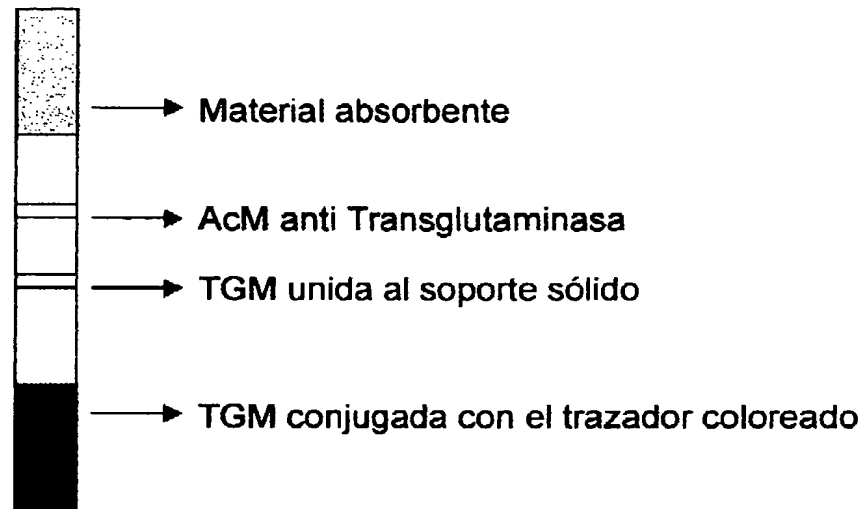 Material absorbente
AcM anti Transglutaminasa
TGM unida al soporte sólido
TGM conjugada con el trazador coloreado